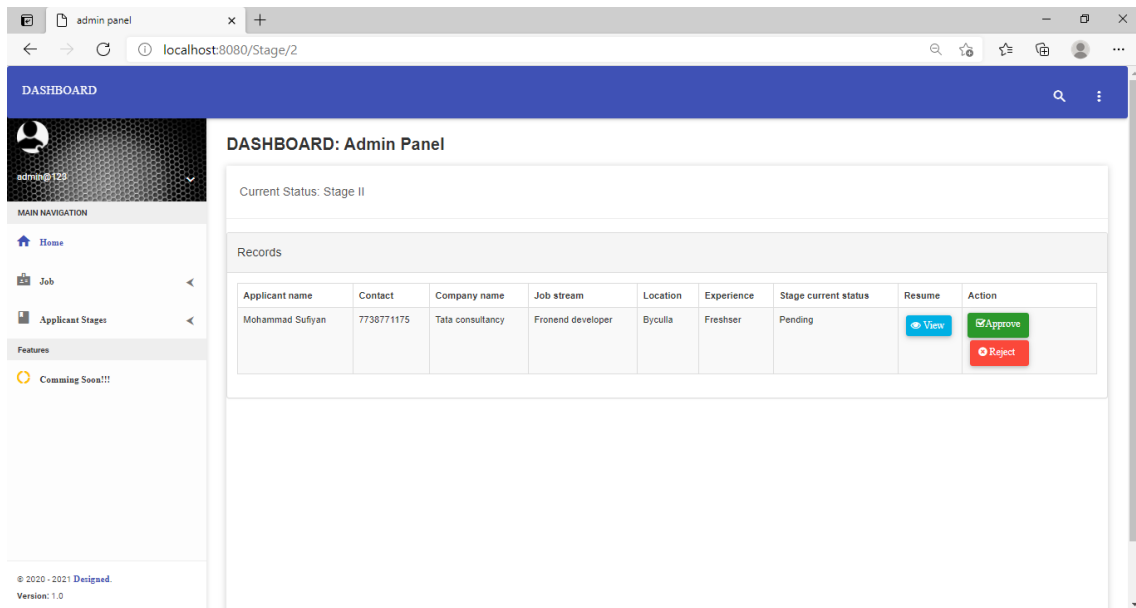 admin panel
localhost:8080/Stage/2
DASHBOARD
admin@123
MAIN NAVIGATION
Home
Job
Applicant Stages
Features
Comming Soon!!!
© 2020 - 2021 Designed.
Version: 1.0
DASHBOARD: Admin Panel
Current Status: Stage II
Records
Applicant name Contact Company name Job stream Location Experience Stage current status Resume Action
Mohammad Sufiyan 7738771175 Tata consultancy Fronend developer Byculla Freshser Pending View Approve
Reject